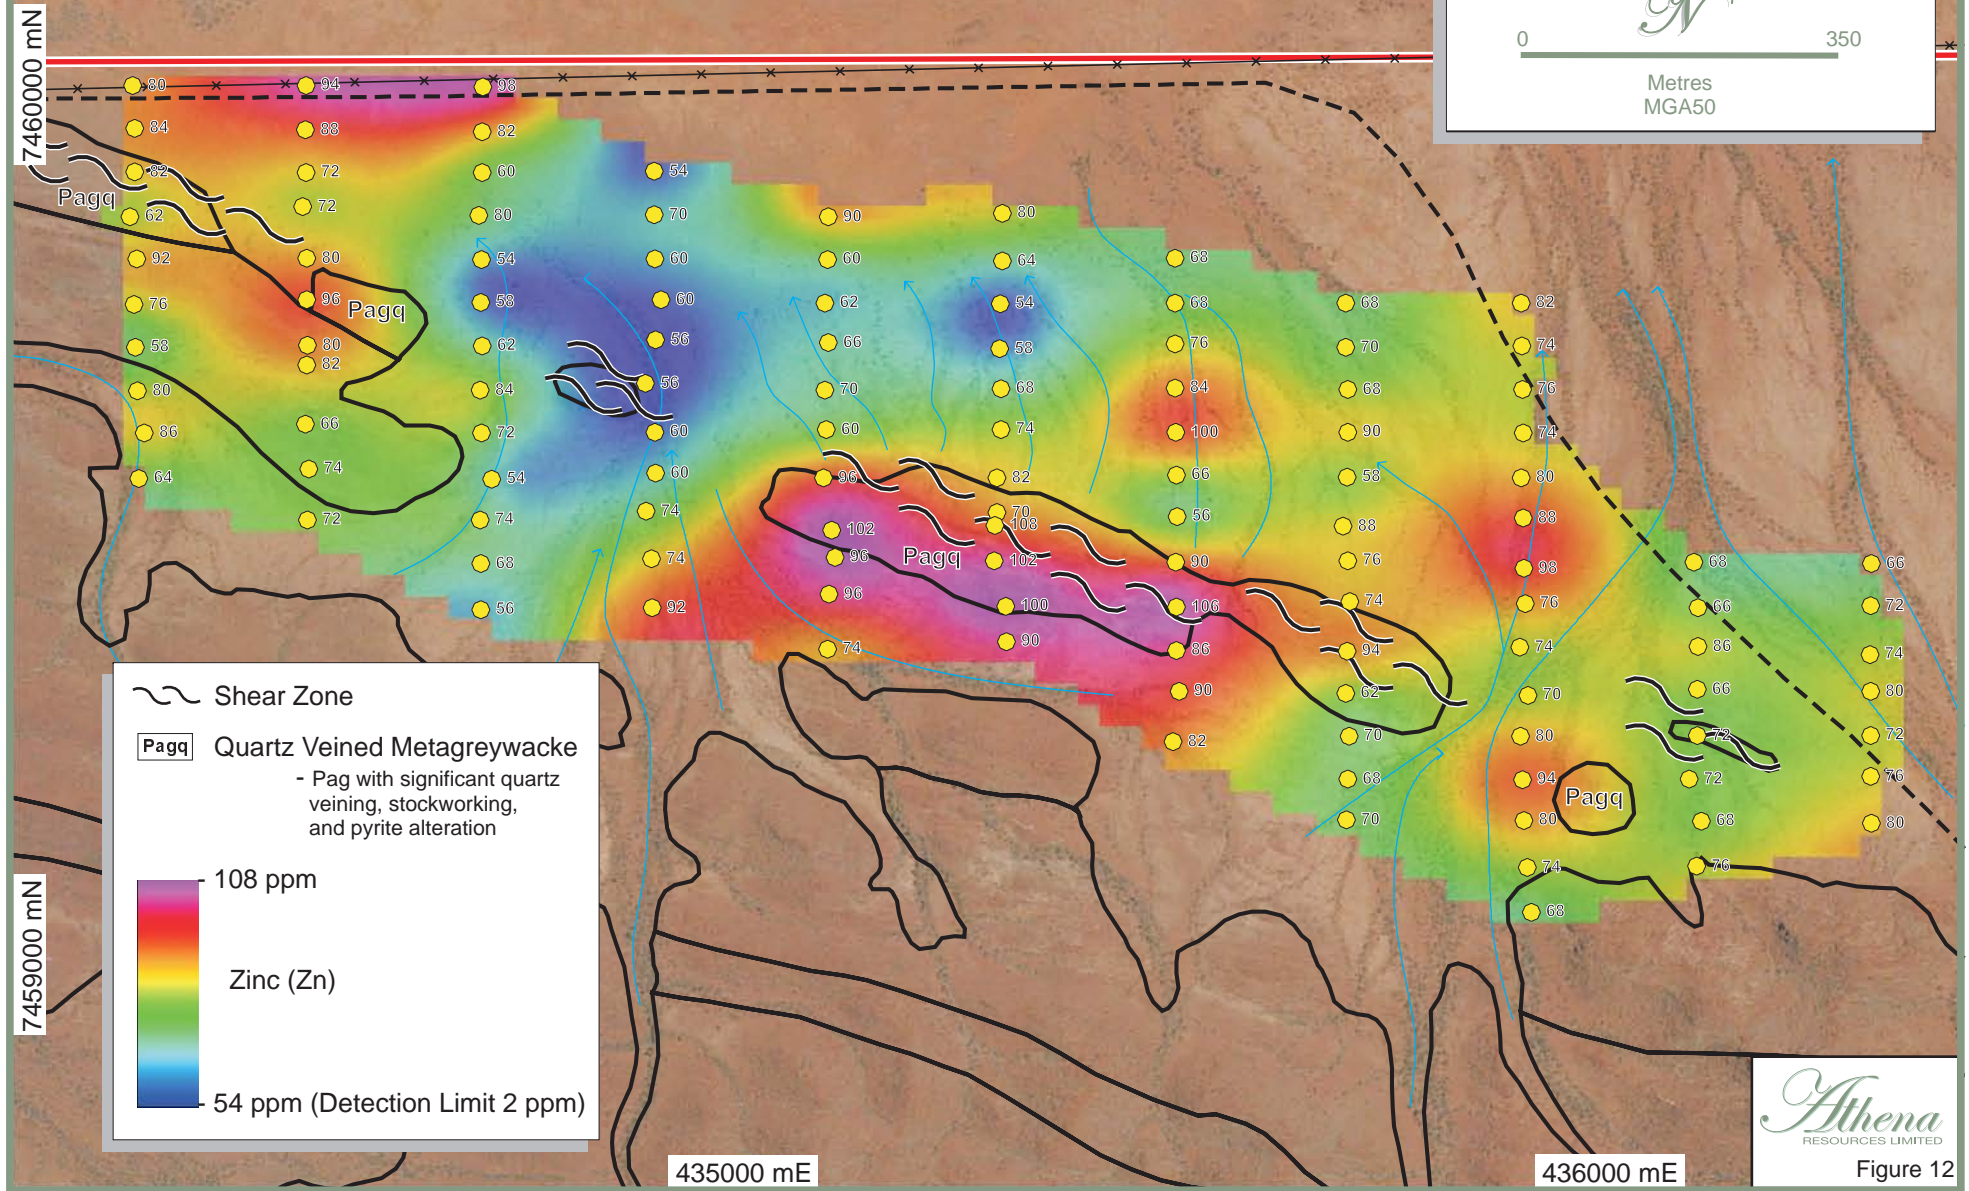 7460000 mN
N
0 350
Metres
MGA50
80 94 98
84 88 82
82 72 60 54
Pagq
62 72 80 70 90 80
92 80 54 60 60 64 68
76 96 58 60 62 54 68 68 82
Pagq
58 80 62 56 66 58 76 70 74
82
80 84 56 70 68 84 68 76
86 66 72 60 60 74 100 90 74
64 74 54 60 96 82 66 58 80
72 74 74 102 70 56 88 88
108
68 74 96 Pagq 102 90 76 98 68 66
56 92 96 100 106 74 76 66 72
74 90 86 94 74 86 74
90 62 70 66 80
82 70 80 72 72
68 94 72 76
Pagq
70 80 68 80
74 76
68
Shear Zone
Pagq Quartz Veined Metagreywacke
- Pag with significant quartz
veining, stockworking,
and pyrite alteration
108 ppm
Zinc (Zn)
54 ppm (Detection Limit 2 ppm)
7459000 mN
435000 mE
436000 mE
Athena
RESOURCES LIMITED
Figure 12